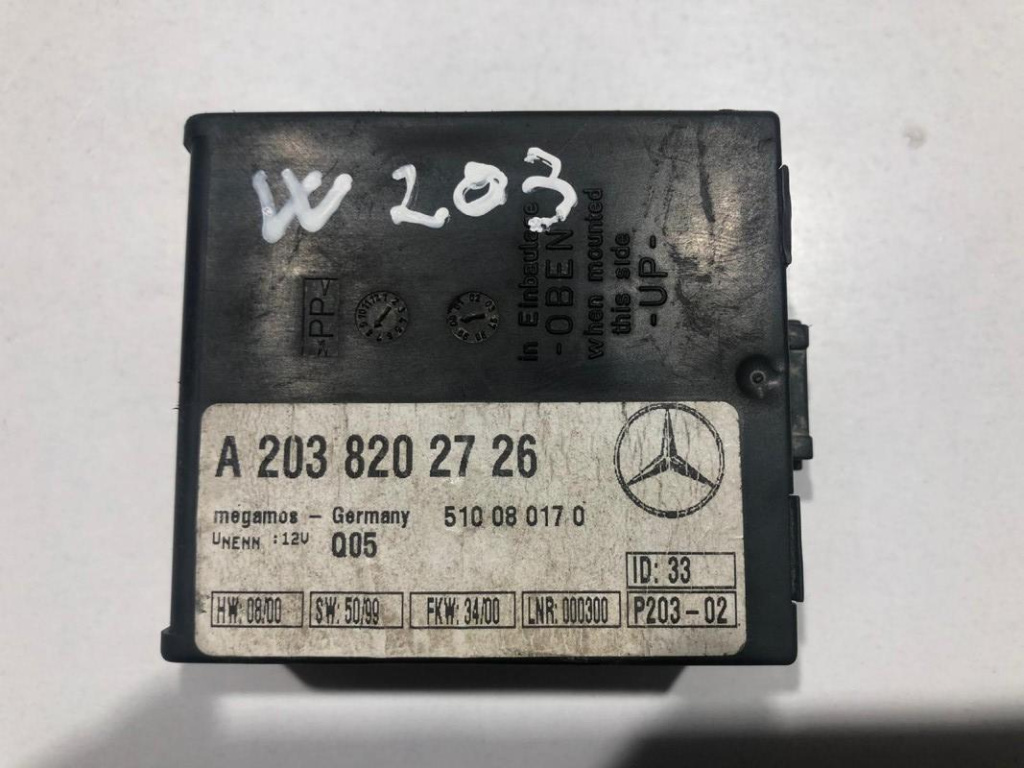 W 203
>PP<
in Einbaulage
- OBEN -
when mounted
this side
- UP -
A 203 820 27 26
megamos - Germany 510 08 017 0
UNENN :12V Q05
ID: 33
HW: 08/00 SW: 50/99 FKW: 34/00 LNR: 000300 P203-02